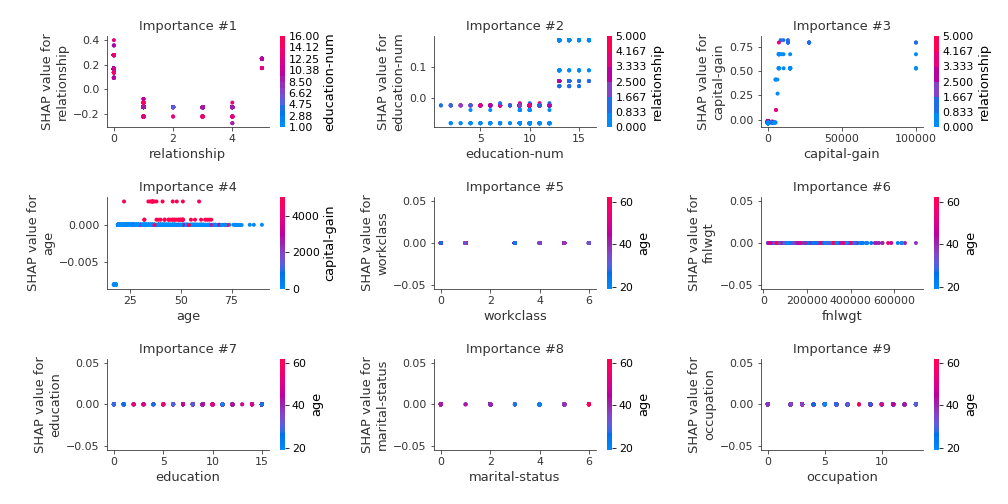 Importance #1
SHAP value for
relationship
0.4
0.2
0.0
−0.2
0
2
4
relationship
16.00
14.12
12.25
10.38
8.50
6.62
4.75
2.88
1.00
education-num
Importance #2
SHAP value for
education-num
0.1
0.0
5
10
15
education-num
5.000
4.167
3.333
2.500
1.667
0.833
0.000
relationship
Importance #3
SHAP value for
capital-gain
0.75
0.50
0.25
0.00
0
50000
100000
capital-gain
5.000
4.167
3.333
2.500
1.667
0.833
0.000
relationship
Importance #4
SHAP value for
age
0.000
−0.005
25
50
75
age
4000
2000
0
capital-gain
Importance #5
SHAP value for
workclass
0.05
0.00
−0.05
0
2
4
6
workclass
60
40
20
age
Importance #6
SHAP value for
fnlwgt
0.05
0.00
−0.05
0
200000
400000
600000
fnlwgt
60
40
20
age
Importance #7
SHAP value for
education
0.05
0.00
−0.05
0
5
10
15
education
60
40
20
age
Importance #8
SHAP value for
marital-status
0.05
0.00
−0.05
0
2
4
6
marital-status
60
40
20
age
Importance #9
SHAP value for
occupation
0.05
0.00
−0.05
0
5
10
occupation
60
40
20
age